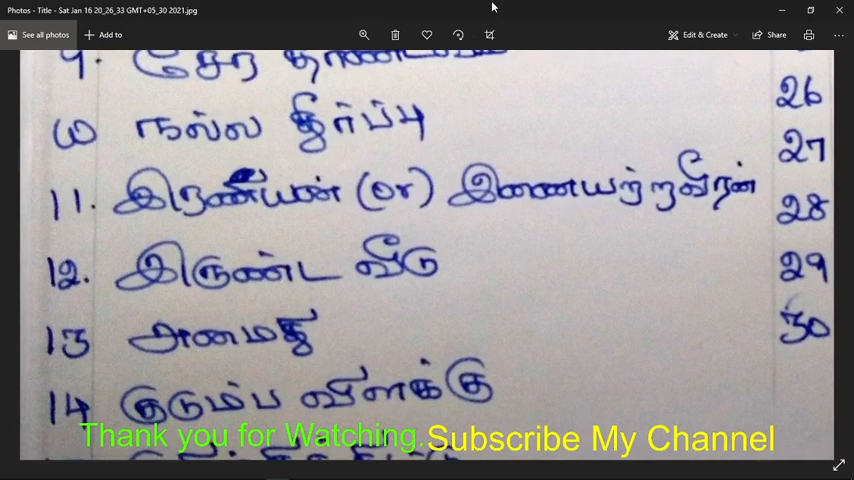 Photos - Title - Sat Jan 16 20_26_33 GMT+05_30 2021.jpg
See all photos
Add to
Edit & Create
Share
9. சேர தாண்டவம்
10 நல்ல தீர்ப்பு
26
27
11. இரணியன் (or) இணையற்றவீரன்
28
12. இருண்ட வீடு
29
13 அமைதி
30
14 குடும்ப விளக்கு
Thank you for Watching.
Subscribe My Channel